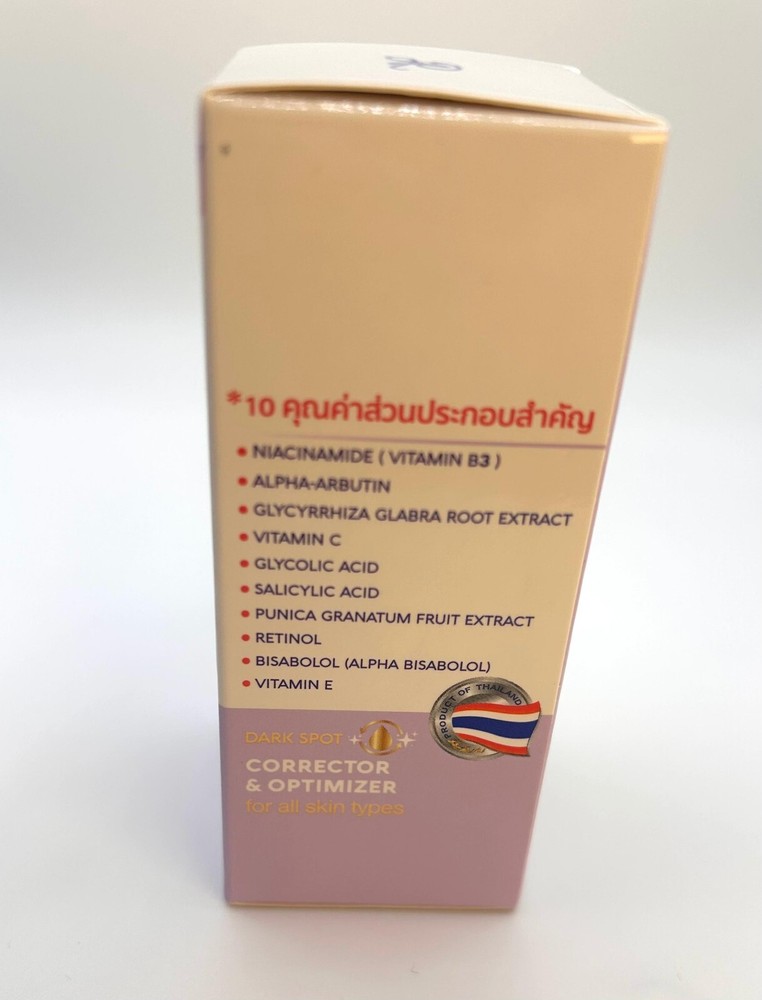 *10 คุณค่าส่วนประกอบสำคัญ
• NIACINAMIDE ( VITAMIN B3 )
• ALPHA-ARBUTIN
• GLYCYRRHIZA GLABRA ROOT EXTRACT
• VITAMIN C
• GLYCOLIC ACID
• SALICYLIC ACID
• PUNICA GRANATUM FRUIT EXTRACT
• RETINOL
• BISABOLOL (ALPHA BISABOLOL)
• VITAMIN E
PRODUCT OF THAILAND
DARK SPOT
CORRECTOR
& OPTIMIZER
for all skin types